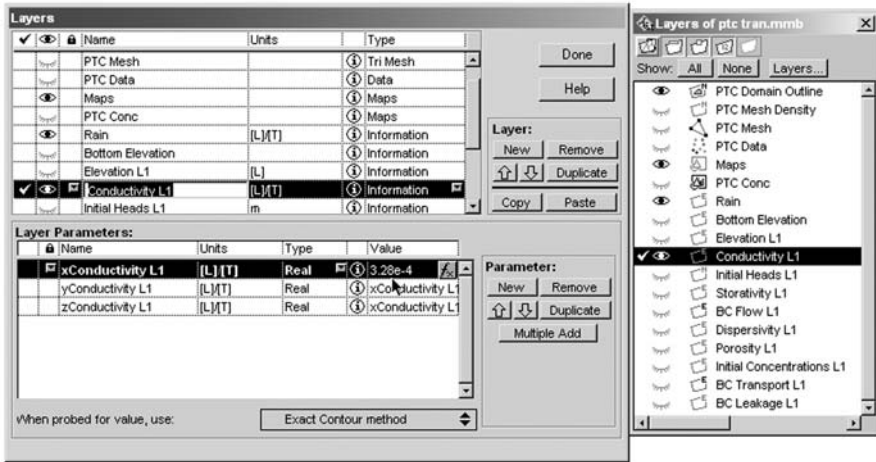 Layers
Name Units Type
PTC Mesh Tri Mesh
PTC Data Data
Maps Maps
PTC Conc Maps
Rain [L]/[T] Information
Bottom Elevation Information
Elevation L1 [L] Information
Conductivity L1 [L]/[T] Information
Initial Heads L1 m Information
Done
Help
Layer:
New Remove
Duplicate
Copy Paste
Layer Parameters:
Name Units Type Value
xConductivity L1 [L]/[T] Real 3.28e-4 fx
yConductivity L1 [L]/[T] Real xConductivity L1
zConductivity L1 [L]/[T] Real xConductivity L1
Parameter:
New Remove
Duplicate
Multiple Add
When probed for value, use: Exact Contour method
Layers of ptc tran.mmb
Show: All None Layers...
PTC Domain Outline
PTC Mesh Density
PTC Mesh
PTC Data
Maps
PTC Conc
Rain
Bottom Elevation
Elevation L1
Conductivity L1
Initial Heads L1
Storativity L1
BC Flow L1
Dispersivity L1
Porosity L1
Initial Concentrations L1
BC Transport L1
BC Leakage L1